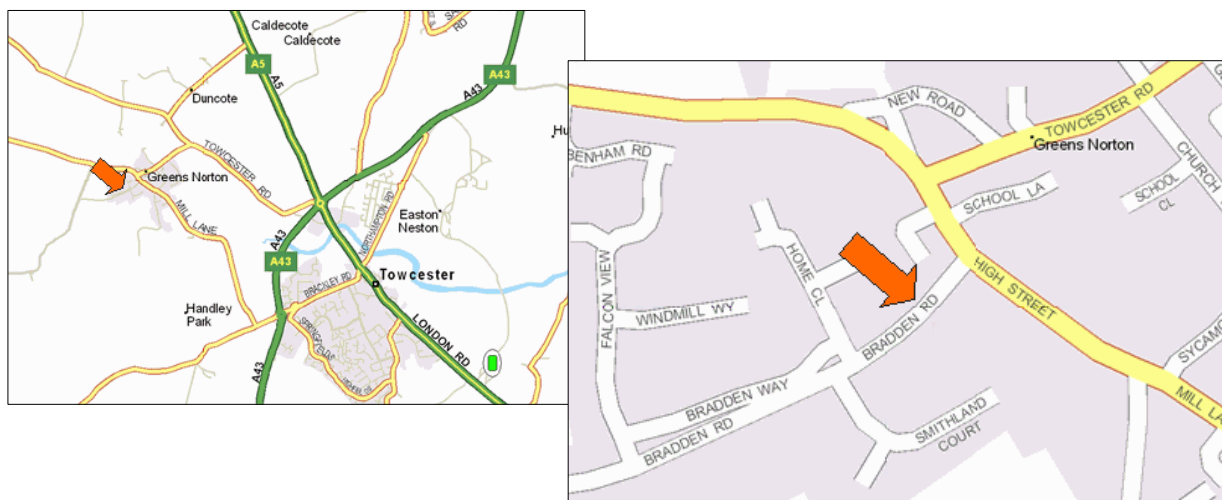 Caldecote
Caldecote
RD
A5
A5
A43
A43
Duncote
TOWCESTER RD
Greens Norton
MILL LANE
Easton
Neston
NORTHAMPTON RD
A43
A43
BRACKLEY RD
Towcester
Handley
Park
LONDON RD
A43
NEW ROAD
TOWCESTER RD
Greens Norton
CHURCH
BENHAM RD
SCHOOL LA
SCHOOL
CL
HOME CL
FALCON VIEW
WINDMILL WY
BRADDEN RD
HIGH STREET
BRADDEN WAY
BRADDEN RD
SMITHLAND
COURT
SYCAM
MILL LA